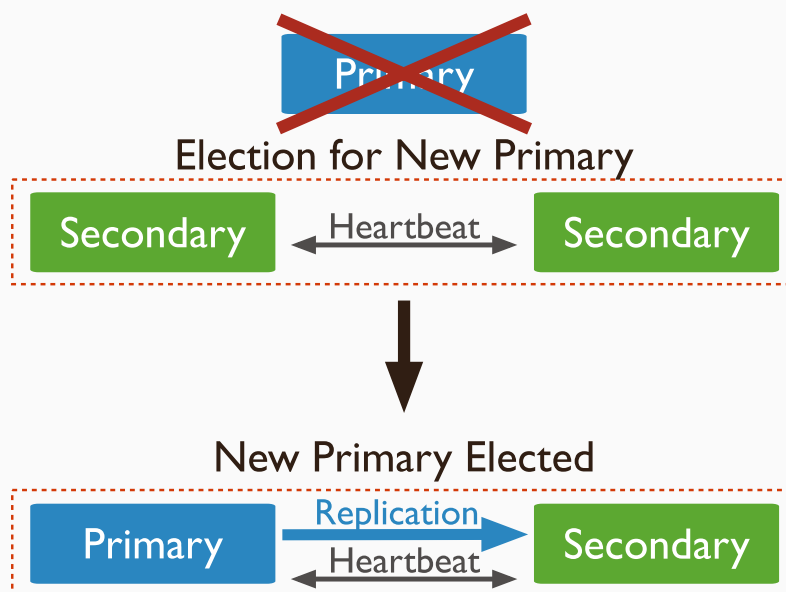 Primary
Election for New Primary
Secondary
Heartbeat
Secondary
New Primary Elected
Primary
Replication
Heartbeat
Secondary